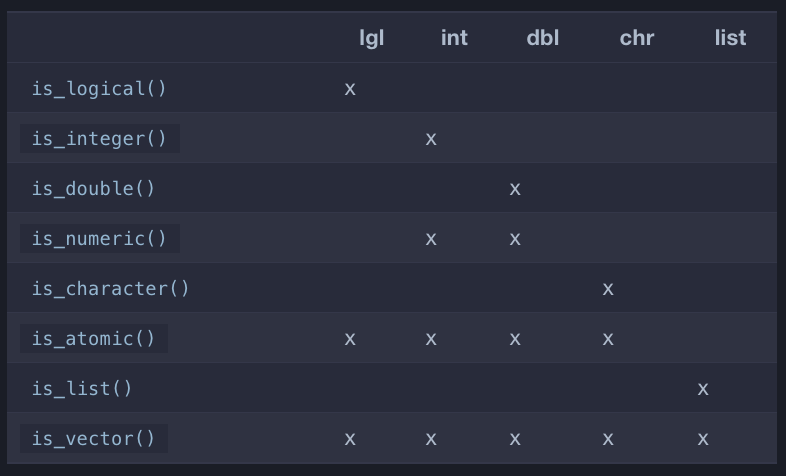 lgl int dbl chr list
is_logical() x
is_integer() x
is_double() x
is_numeric() x x
is_character() x
is_atomic() x x x x
is_list() x
is_vector() x x x x x